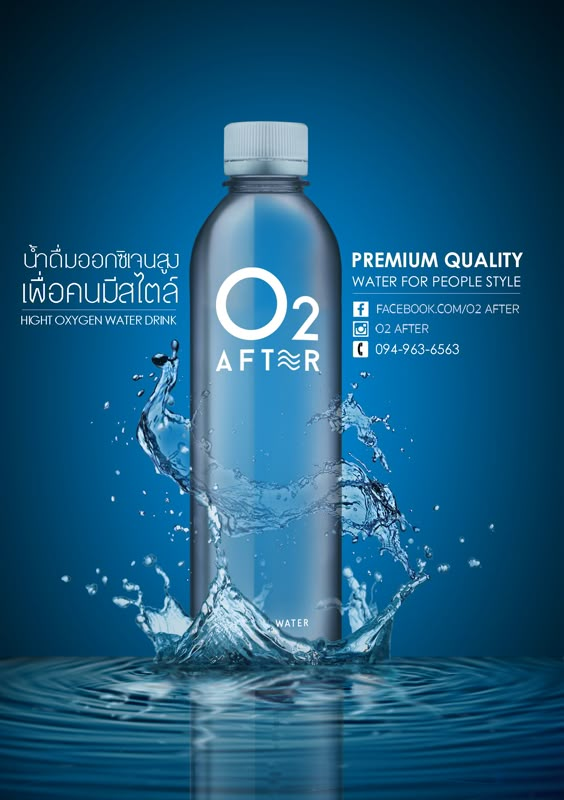 น้ำดื่มออกซิเจนสูง
เพื่อคนมีสไตล์
HIGHT OXYGEN WATER DRINK
O2
AFTER
WATER
PREMIUM QUALITY
WATER FOR PEOPLE STYLE
FACEBOOK.COM/O2 AFTER
O2 AFTER
094-963-6563